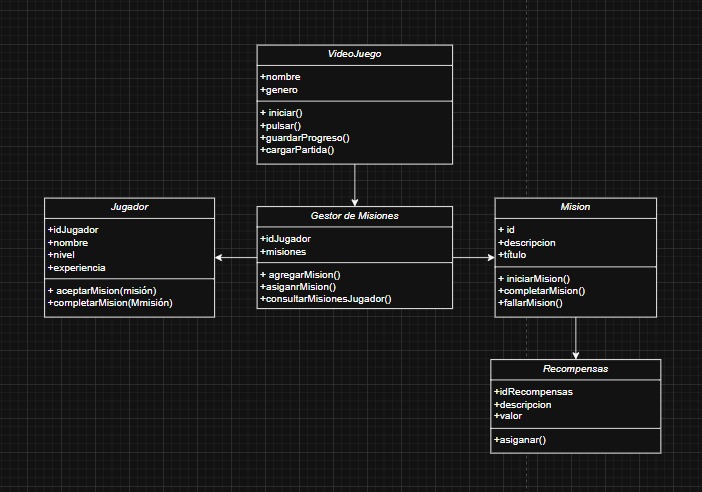 VideoJuego
+nombre
+genero
+ iniciar()
+pulsar()
+guardarProgreso()
+cargarPartida()
Jugador
+idJugador
+nombre
+nivel
+experiencia
+ aceptarMision(misión)
+completarMision(Mmisión)
Gestor de Misiones
+idJugador
+misiones
+ agregarMision()
+asiganrMision()
+consultarMisionesJugador()
Mision
+ id
+descripcion
+título
+ iniciarMision()
+completarMision()
+fallarMision()
Recompensas
+idRecompensas
+descripcion
+valor
+asiganar()